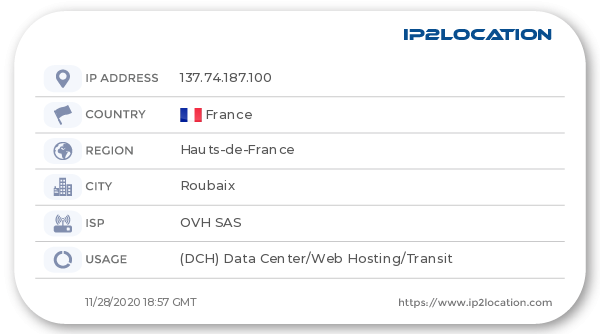 IP2LOCATION
IP ADDRESS 137.74.187.100
COUNTRY France
REGION Hauts-de-France
CITY Roubaix
ISP OVH SAS
USAGE (DCH) Data Center/Web Hosting/Transit
11/28/2020 18:57 GMT https://www.ip2location.com